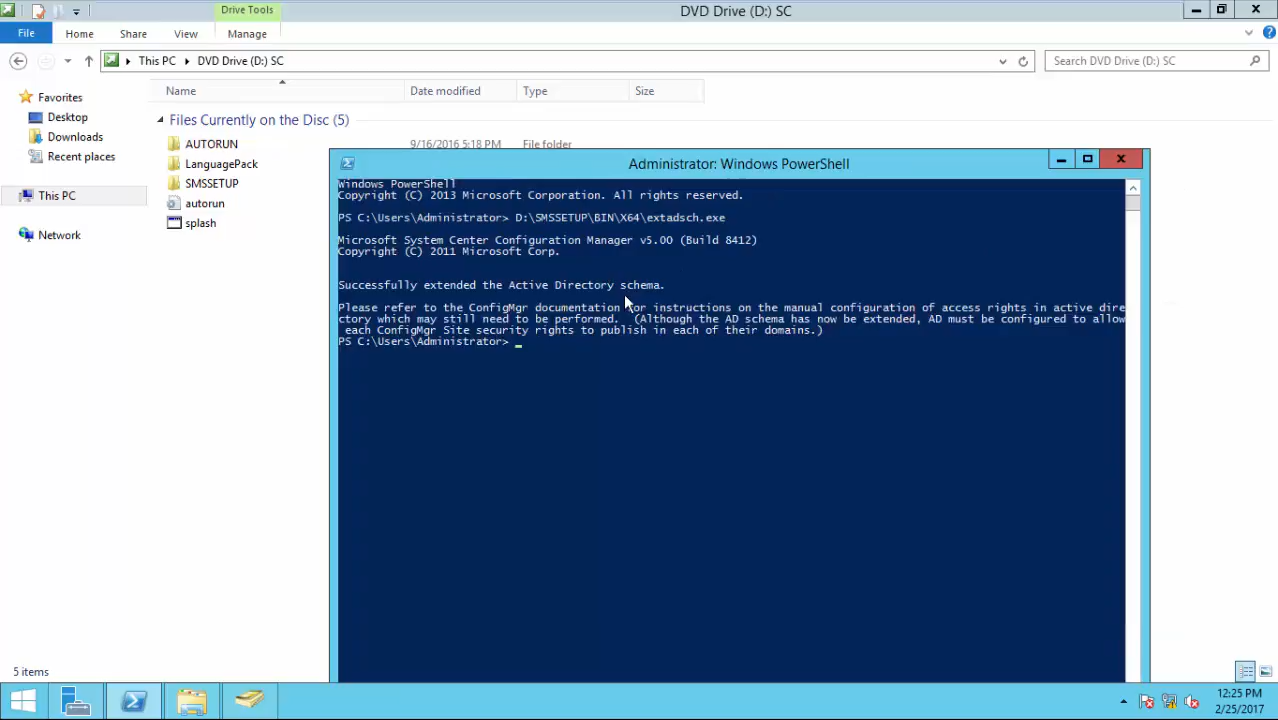 Drive Tools
DVD Drive (D:) SC
File
Home
Share
View
Manage
This PC
DVD Drive (D:) SC
Search DVD Drive (D:) SC
Name
Date modified
Type
Size
Favorites
Desktop
Downloads
Recent places
This PC
Network
Files Currently on the Disc (5)
AUTORUN
9/16/2016 5:18 PM
File folder
LanguagePack
SMSSETUP
autorun
splash
Administrator: Windows PowerShell
Windows PowerShell
Copyright (C) 2013 Microsoft Corporation. All rights reserved.
PS C:\Users\Administrator> D:\SMSSETUP\BIN\X64\extadsch.exe
Microsoft System Center Configuration Manager v5.00 (Build 8412)
Copyright (C) 2011 Microsoft Corp.
Successfully extended the Active Directory schema.
Please refer to the ConfigMgr documentation for instructions on the manual configuration of access rights in active dire
ctory which may still need to be performed.  (Although the AD schema has now be extended, AD must be configured to allow
each ConfigMgr Site security rights to publish in each of their domains.)
PS C:\Users\Administrator> _
5 items
12:25 PM
2/25/2017